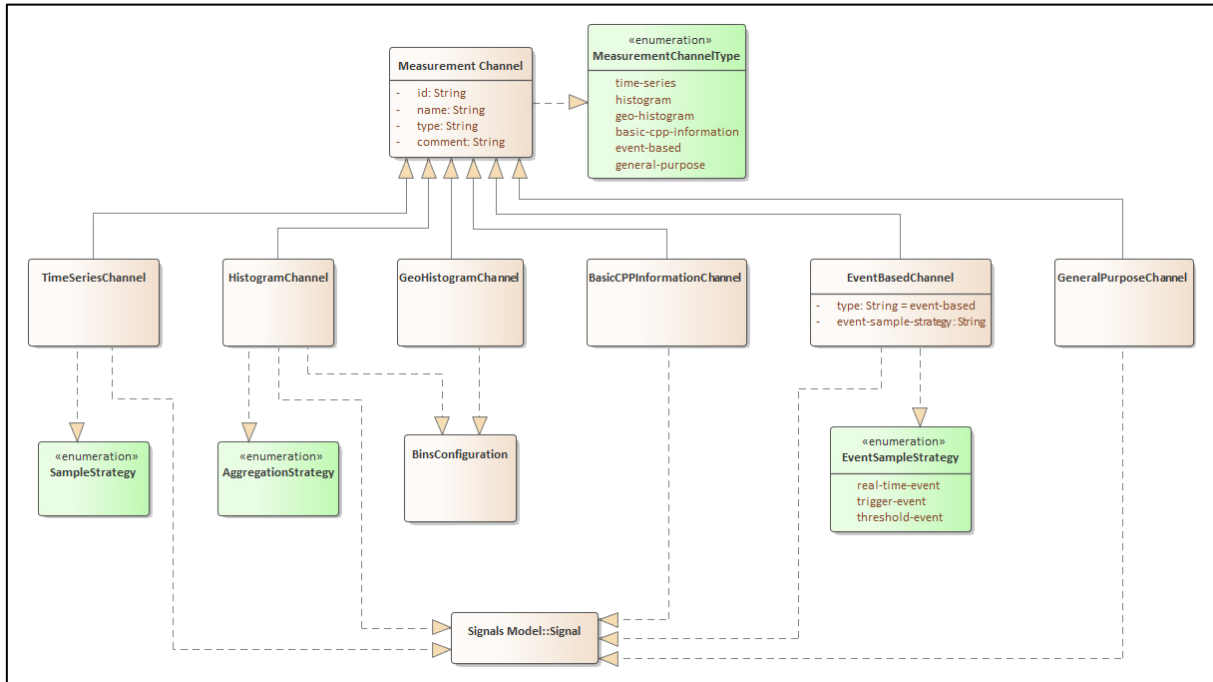 Measurement Channel
- id: String
- name: String
- type: String
- comment: String
«enumeration»
MeasurementChannelType
time-series
histogram
geo-histogram
basic-cpp-information
event-based
general-purpose
TimeSeriesChannel
HistogramChannel
GeoHistogramChannel
BasicCPPInformationChannel
EventBasedChannel
- type: String = event-based
- event-sample-strategy: String
GeneralPurposeChannel
«enumeration»
SampleStrategy
«enumeration»
AggregationStrategy
BinsConfiguration
«enumeration»
EventSampleStrategy
real-time-event
trigger-event
threshold-event
Signals Model::Signal